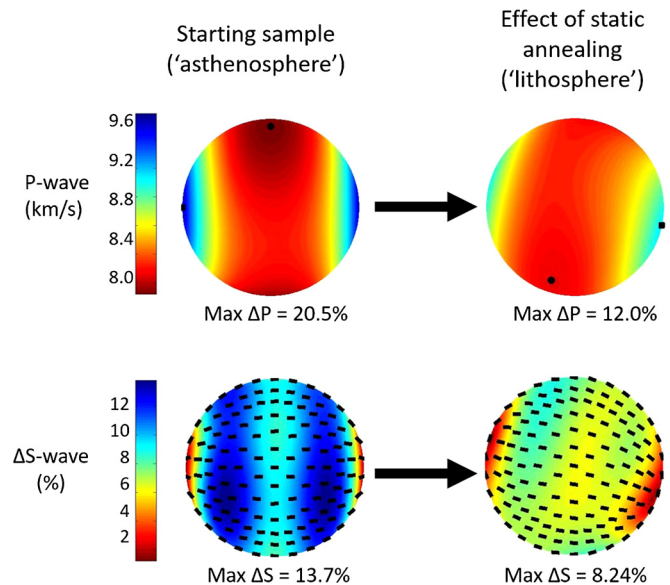 Starting sample
('asthenosphere')
Effect of static
annealing
('lithosphere')
P-wave
(km/s)
9.6
9.2
8.8
8.4
8.0
Max ΔP = 20.5%
Max ΔP = 12.0%
ΔS-wave
(%)
12
10
8
6
4
2
Max ΔS = 13.7%
Max ΔS = 8.24%